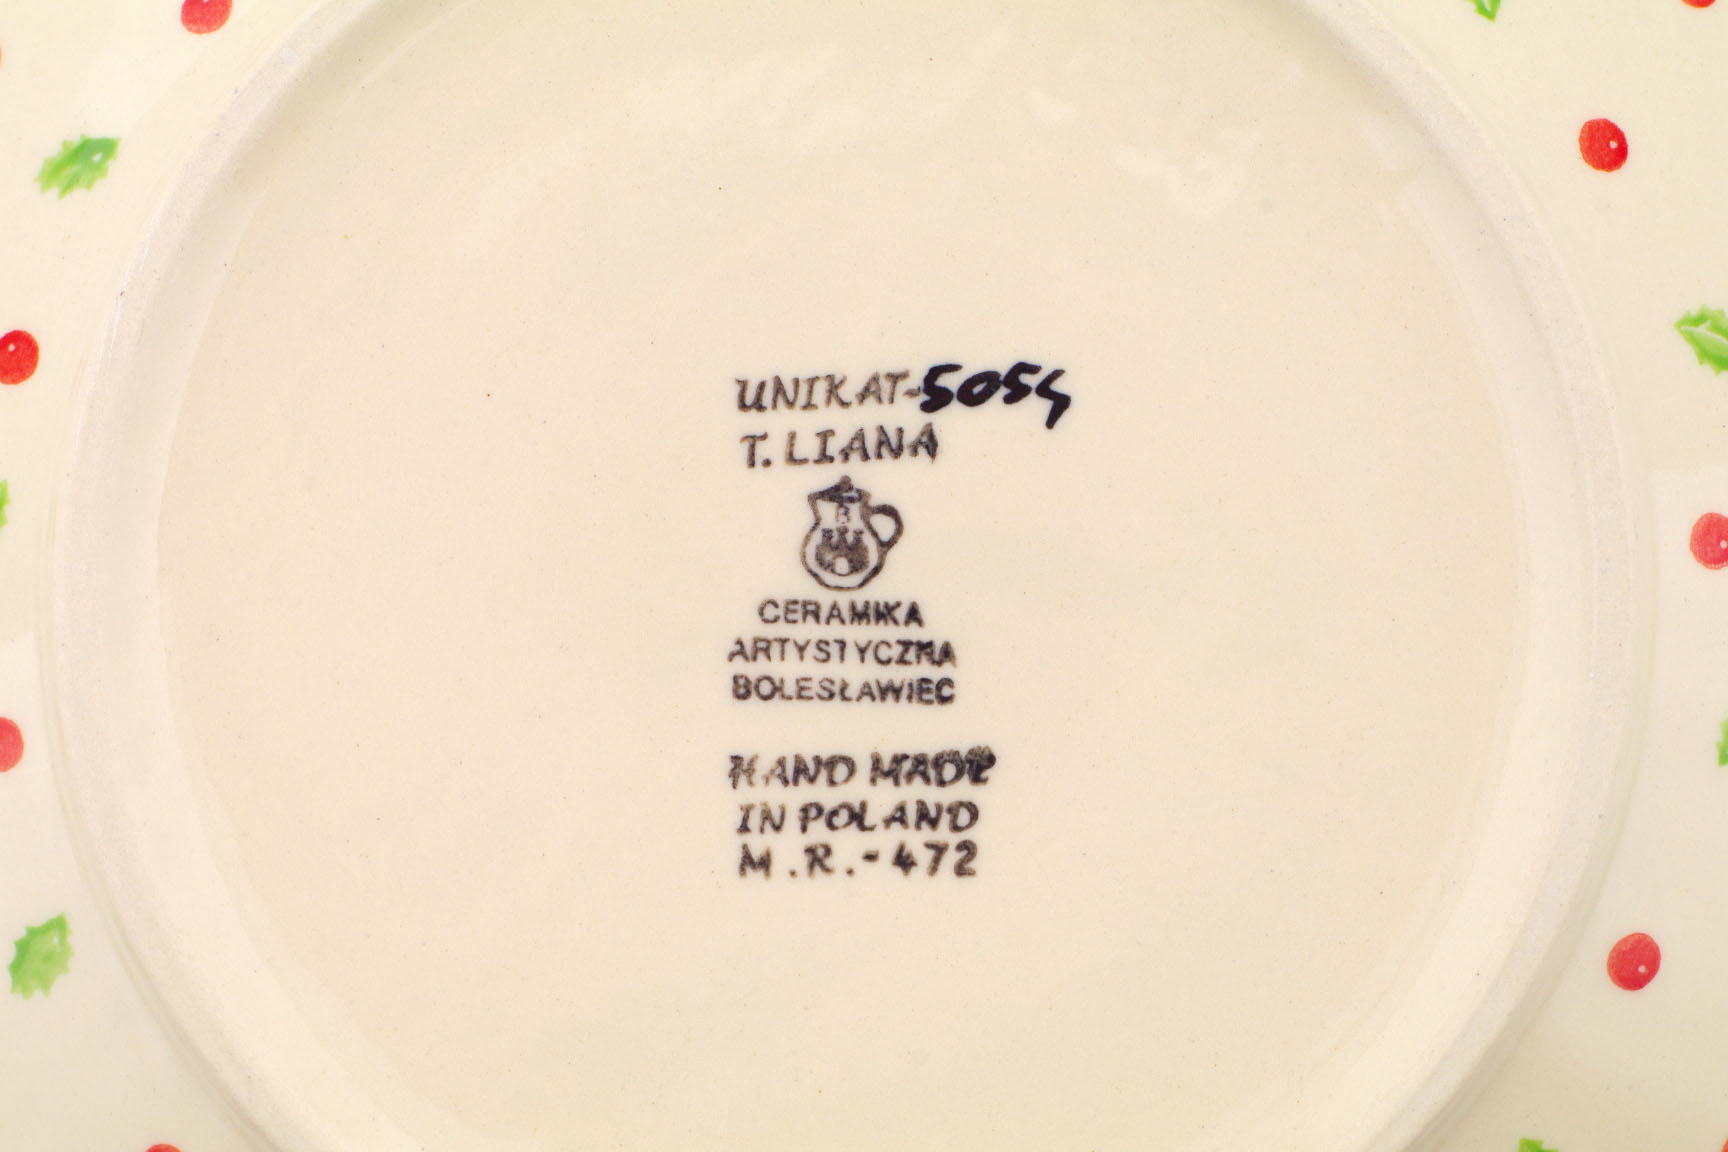 UNIKAT-5054
T. LIANA
B
CERAMIKA
ARTYSTYCZNA
BOLESŁAWIEC
HAND MADE
IN POLAND
M.R.-472